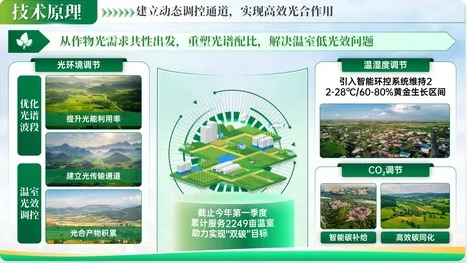 技术原理
建立动态调控通道，实现高效光合作用
从作物光需求共性出发，重塑光谱配比，解决温室低光效问题
光环境调节
优化
光谱
波段
提升光能利用率
建立光传输通道
温室
光效
调控
光合产物积累
截止今年第一季度
累计服务2249亩温室
助力实现"双碳"目标
温湿度调节
引入智能环控系统维持2
2-28℃/60-80%黄金生长区间
CO₂调节
智能碳补给
高效碳同化